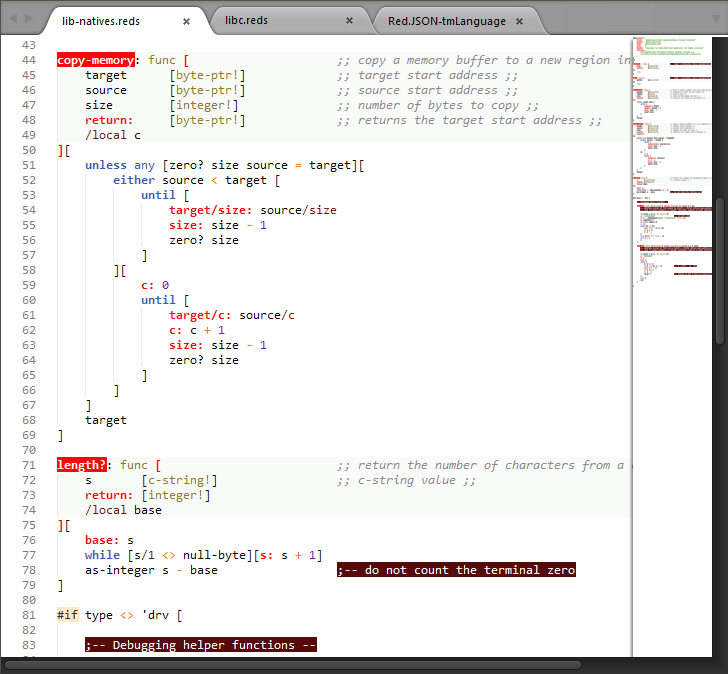 lib-natives.reds × libc.reds × Red.JSON-tmLanguage ×
43
44 copy-memory: func [ ;; copy a memory buffer to a new region in
45 target [byte-ptr!] ;; target start address ;;
46 source [byte-ptr!] ;; source start address ;;
47 size [integer!] ;; number of bytes to copy ;;
48 return: [byte-ptr!] ;; returns the target start address ;;
49 /local c
50 ][
51 unless any [zero? size source = target][
52 either source < target [
53 until [
54 target/size: source/size
55 size: size - 1
56 zero? size
57 ]
58 ][
59 c: 0
60 until [
61 target/c: source/c
62 c: c + 1
63 size: size - 1
64 zero? size
65 ]
66 ]
67 ]
68 target
69 ]
70
71 length?: func [ ;; return the number of characters from a
72 s [c-string!] ;; c-string value ;;
73 return: [integer!]
74 /local base
75 ][
76 base: s
77 while [s/1 <> null-byte][s: s + 1]
78 as-integer s - base ;-- do not count the terminal zero
79 ]
80
81 #if type <> 'drv [
82
83 ;-- Debugging helper functions --